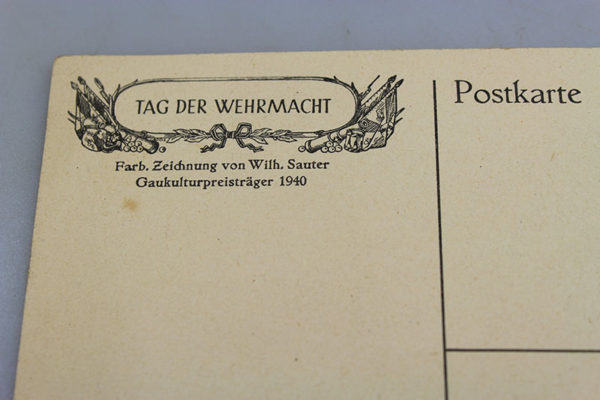 TAG DER WEHRMACHT
Farb. Zeichnung von Wilh. Sauter
Gaukulturpreisträger 1940
Postkarte